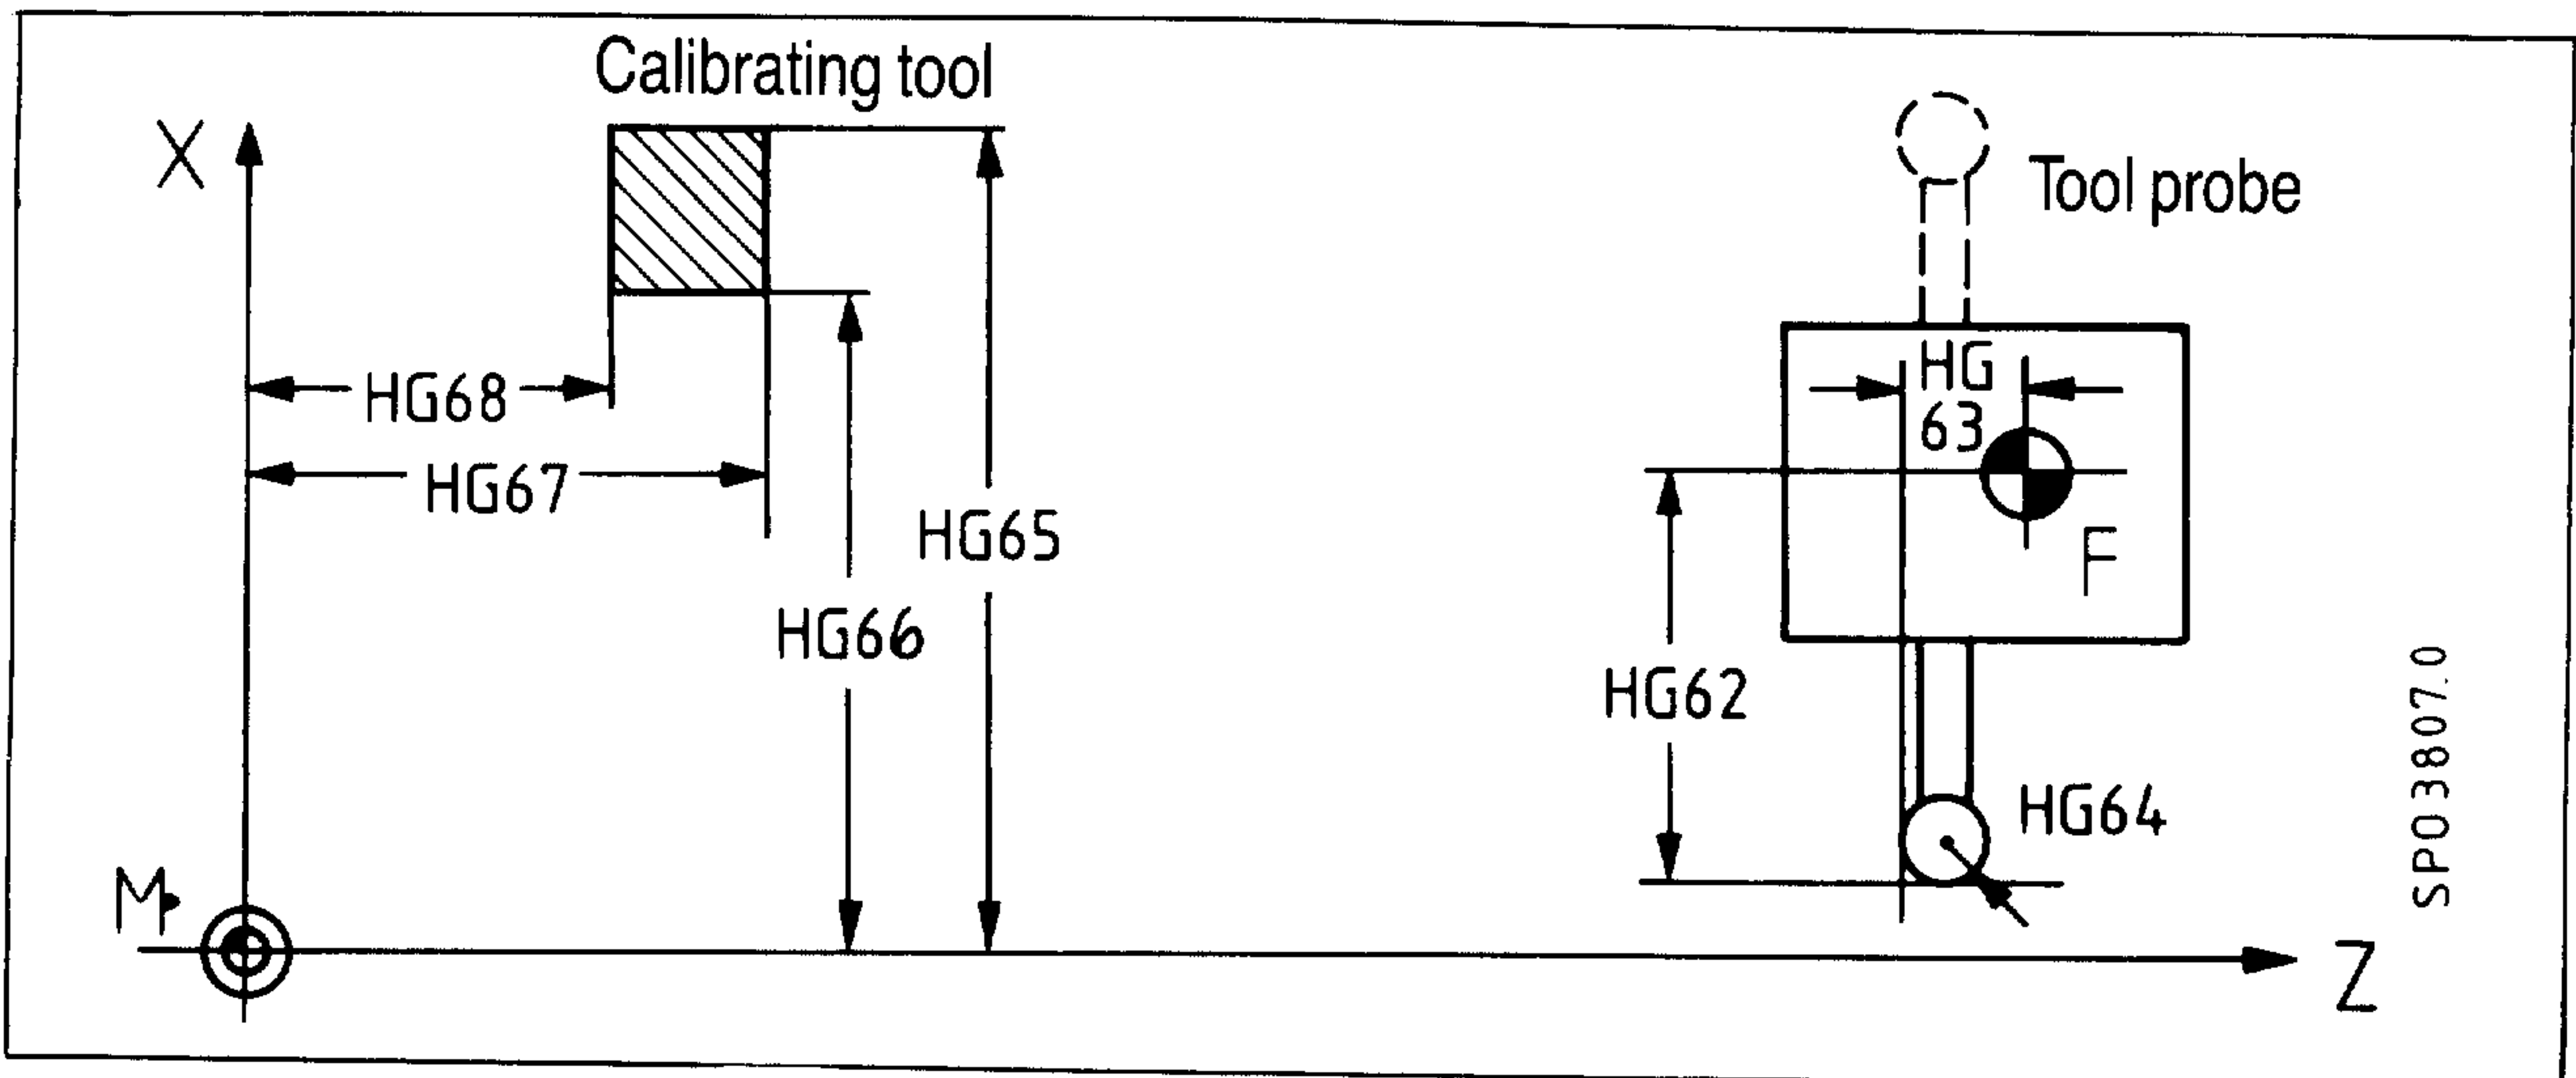 Calibrating tool
X
Tool probe
HG
63
HG68
HG67
HG65
F
HG66
HG62
HG64
M
Z
SP03807.0